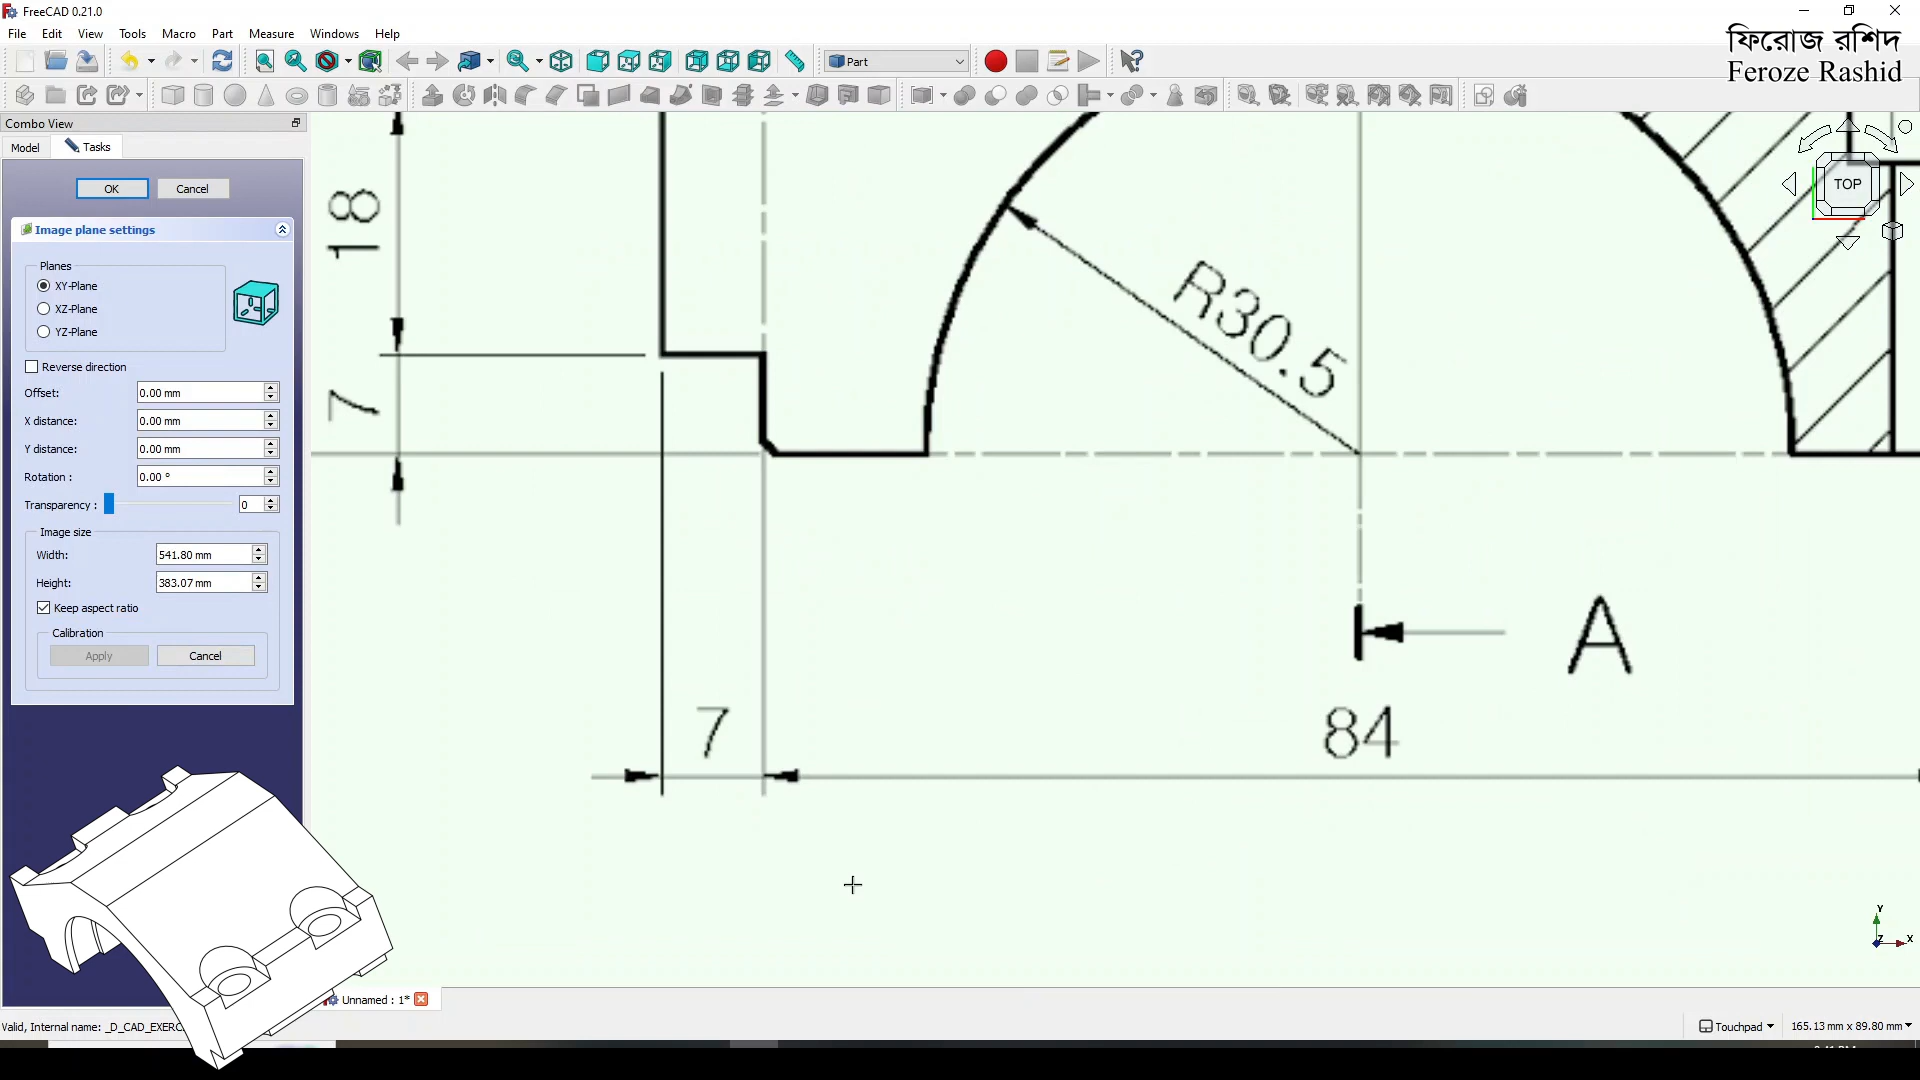 FreeCAD 0.21.0
File Edit View Tools Macro Part Measure Windows Help
ফিরোজ রশিদ
Feroze Rashid
Part
Combo View
Model Tasks
OK Cancel
Image plane settings
Planes
XY-Plane
XZ-Plane
YZ-Plane
Reverse direction
Offset: 0.00 mm
X distance: 0.00 mm
Y distance: 0.00 mm
Rotation : 0.00 °
Transparency : 0
Image size
Width: 541.80 mm
Height: 383.07 mm
Keep aspect ratio
Calibration
Apply Cancel
18
7
R30.5
TOP
A
7
84
Y
Z X
Unnamed : 1*
Valid, Internal name: _D_CAD_EXERC
Touchpad 165.13 mm x 89.80 mm